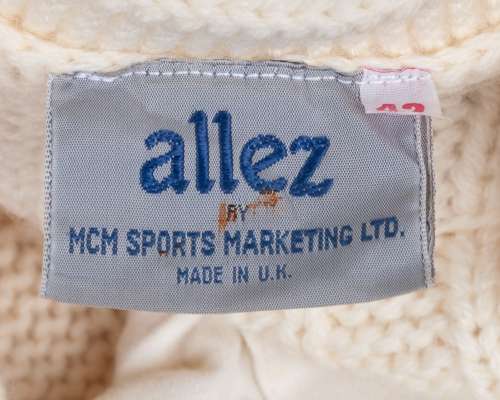 allez
42
BY
MCM SPORTS MARKETING LTD.
MADE IN U.K.